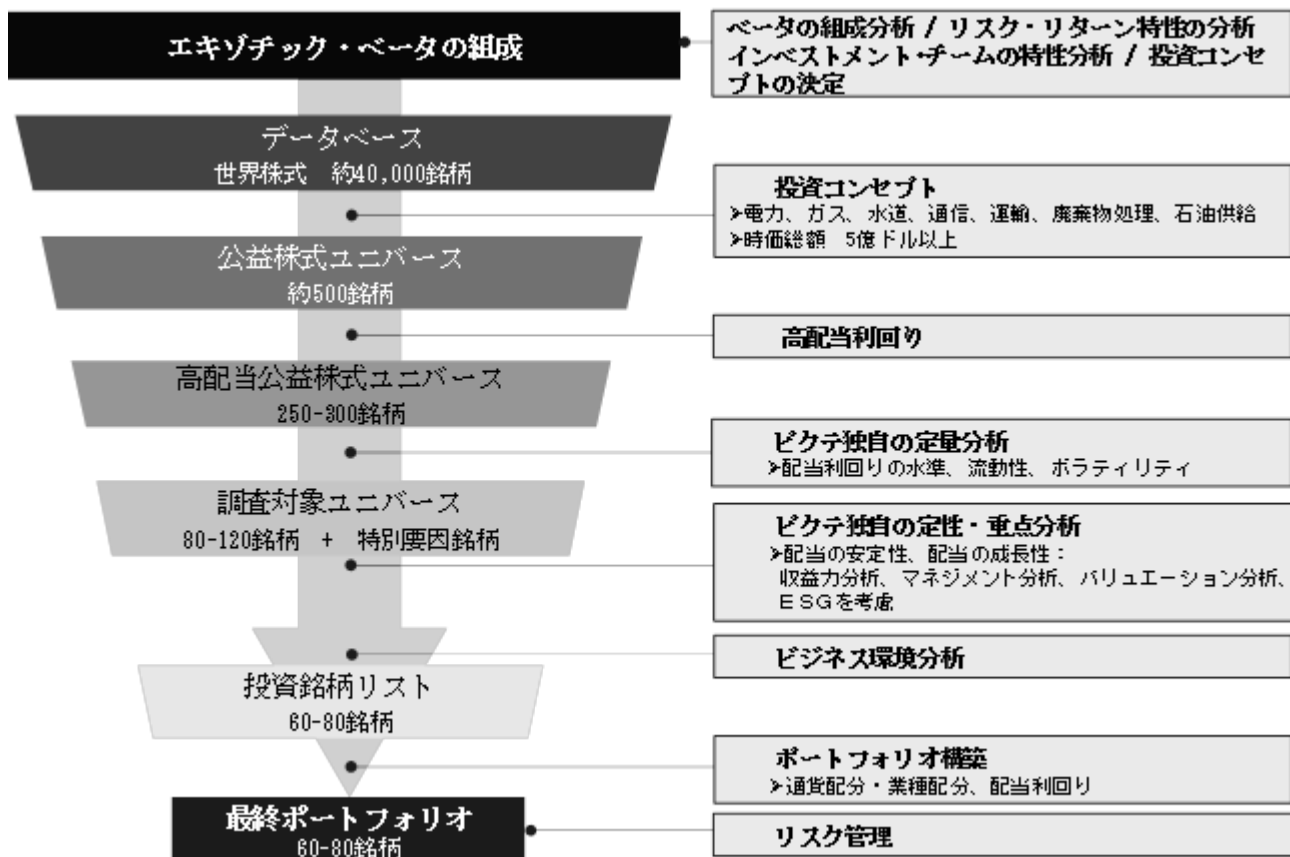 エキゾチック・ベータの組成
ベータの組成分析 / リスク・リターン特性の分析
インベストメント・チームの特性分析 / 投資コンセ
プトの決定
データベース
世界株式　約40,000銘柄
投資コンセプト
➤電力、ガス、水道、通信、運輸、廃棄物処理、石油供給
➤時価総額　5億ドル以上
公益株式ユニバース
約500銘柄
高配当利回り
高配当公益株式ユニバース
250-300銘柄
ピクテ独自の定量分析
➤配当利回りの水準、流動性、ボラティリティ
調査対象ユニバース
80-120銘柄　+　特別要因銘柄
ピクテ独自の定性・重点分析
➤配当の安定性、配当の成長性：
収益力分析、マネジメント分析、バリュエーション分析、
ＥＳＧを考慮
ビジネス環境分析
投資銘柄リスト
60-80銘柄
ポートフォリオ構築
➤通貨配分・業種配分、配当利回り
最終ポートフォリオ
60-80銘柄
リスク管理